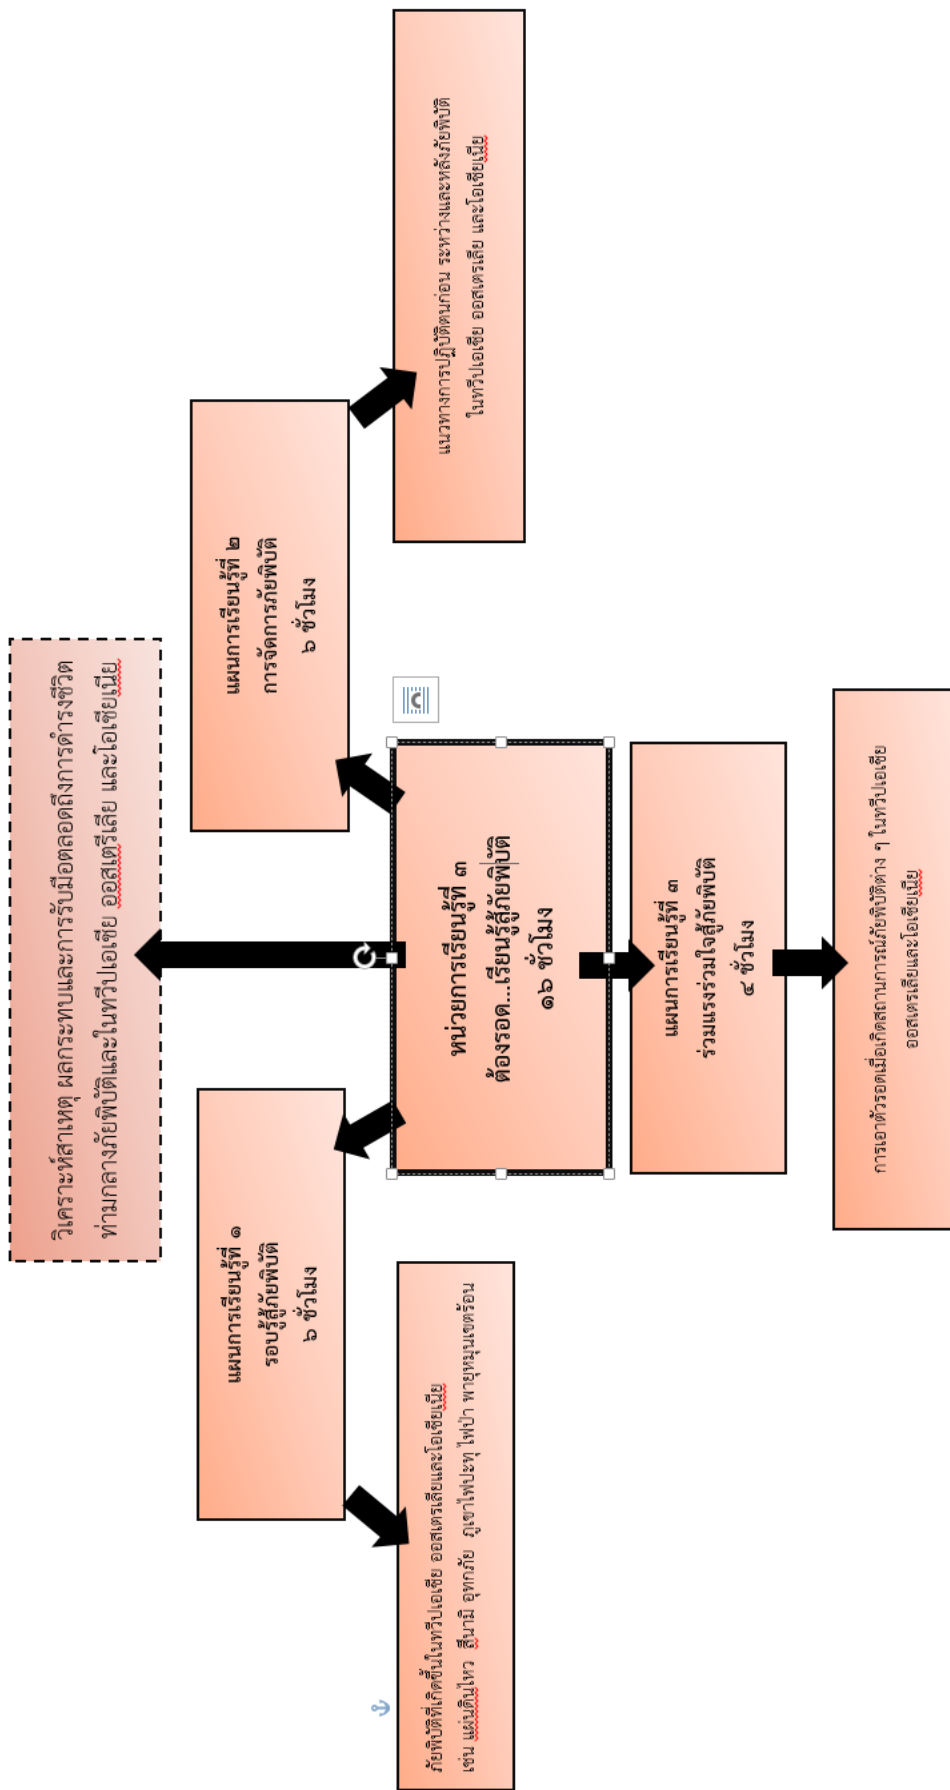 วิเคราะห์สาเหตุ ผลกระทบและการรับมือตลอดถึงการดำรงชีวิต
ท่ามกลางภัยพิบัติและในทวีปเอเชีย ออสเตรีเลีย และโอเชียเนีย
แผนการเรียนรู้ที่ ๑
รอบรู้สู้ภัยพิบัติ
๖ ชั่วโมง
แผนการเรียนรู้ที่ ๒
การจัดการภัยพิบัติ
๖ ชั่วโมง
ภัยพิบัติที่เกิดขึ้นในทวีปเอเชีย ออสเตรเลียและโอเชียเนีย
เช่น แผ่นดินไหว สึนามิ อุทกภัย ภูเขาไฟปะทุ ไฟป่า พายุหมุนเขตร้อน
หน่วยการเรียนรู้ที่ ๓
ต้องรอด...เรียนรู้สู้ภัยพิบัติ
๑๖ ชั่วโมง
แนวทางการปฏิบัติตนก่อน ระหว่างและหลังภัยพิบัติ
ในทวีปเอเชีย ออสเตรเลีย และโอเชียเนีย
แผนการเรียนรู้ที่ ๓
ร่วมแรงร่วมใจสู้ภัยพิบัติ
๔ ชั่วโมง
การเอาตัวรอดเมื่อเกิดสถานการณ์ภัยพิบัติต่าง ๆ ในทวีปเอเชีย
ออสเตรเลียและโอเชียเนีย